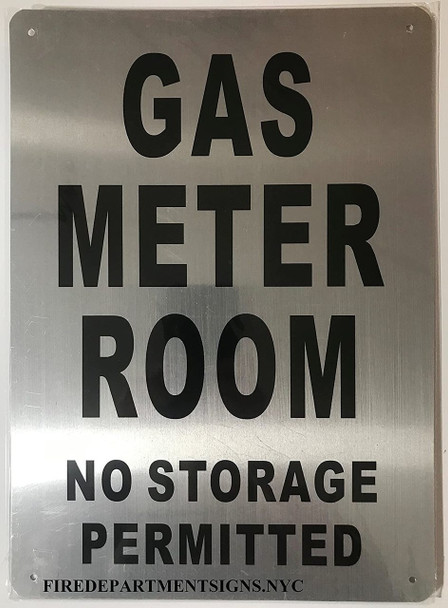 GAS
METER
ROOM
NO STORAGE
PERMITTED
FIREDEPARTMENTSIGNS.NYC